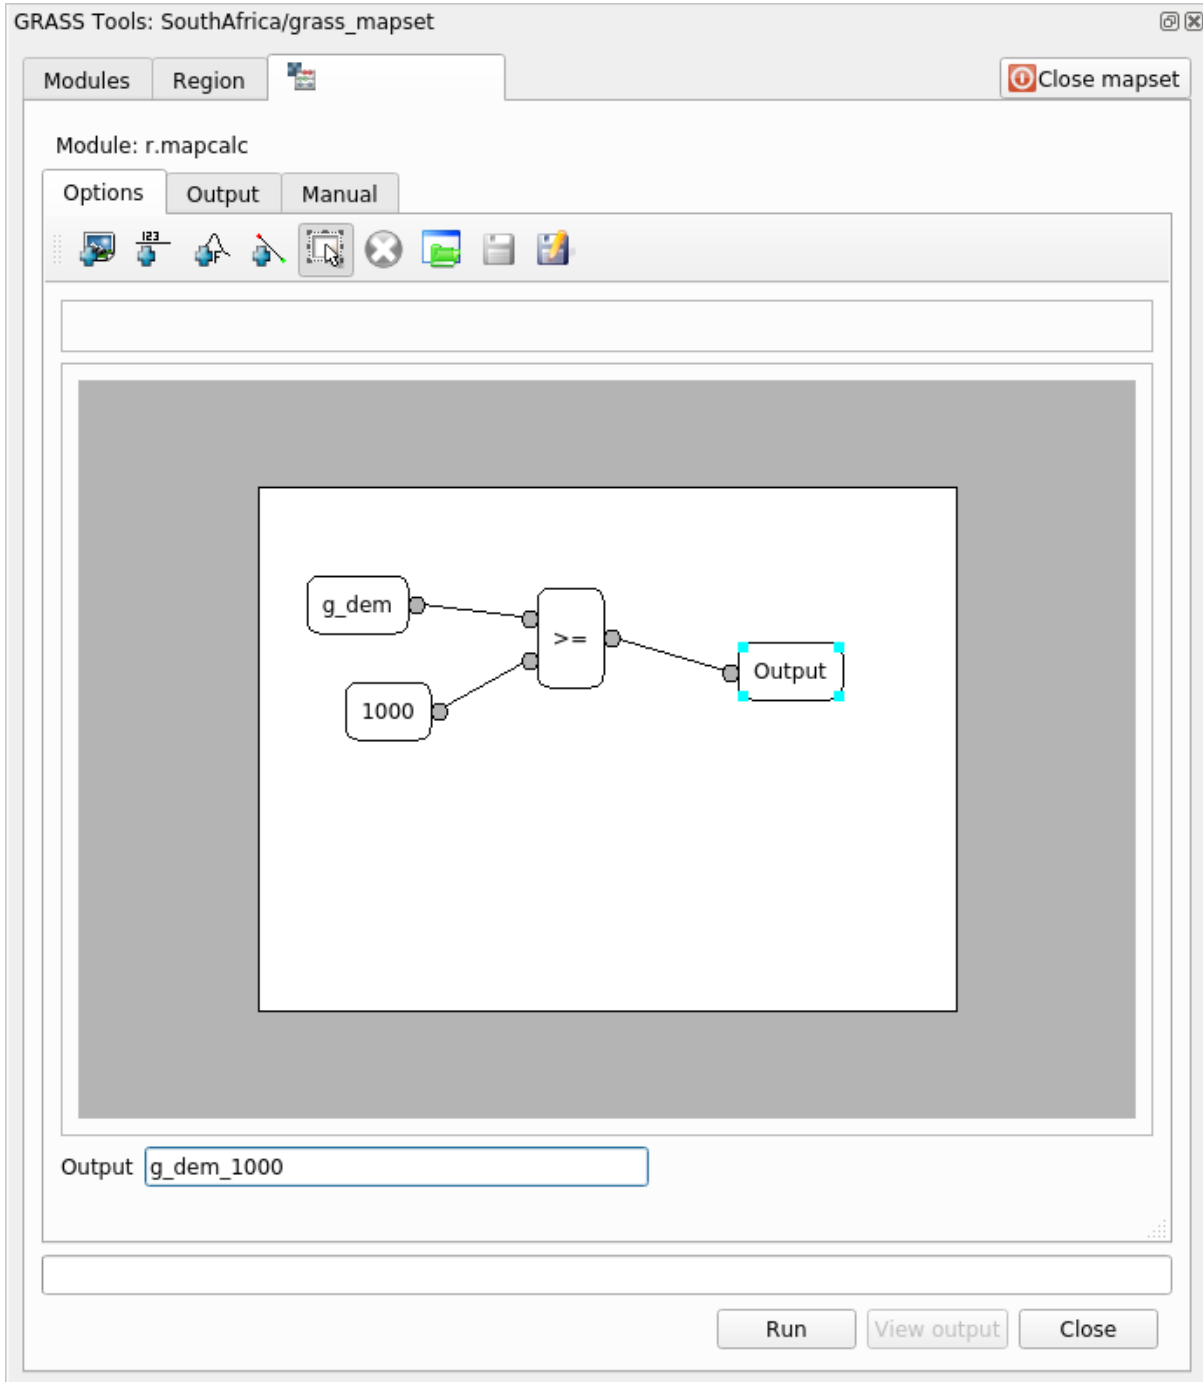 GRASS Tools: SouthAfrica/grass_mapset
Modules Region Close mapset
Module: r.mapcalc
Options Output Manual
123
F
g_dem
>=
Output
1000
Output g_dem_1000
Run View output Close